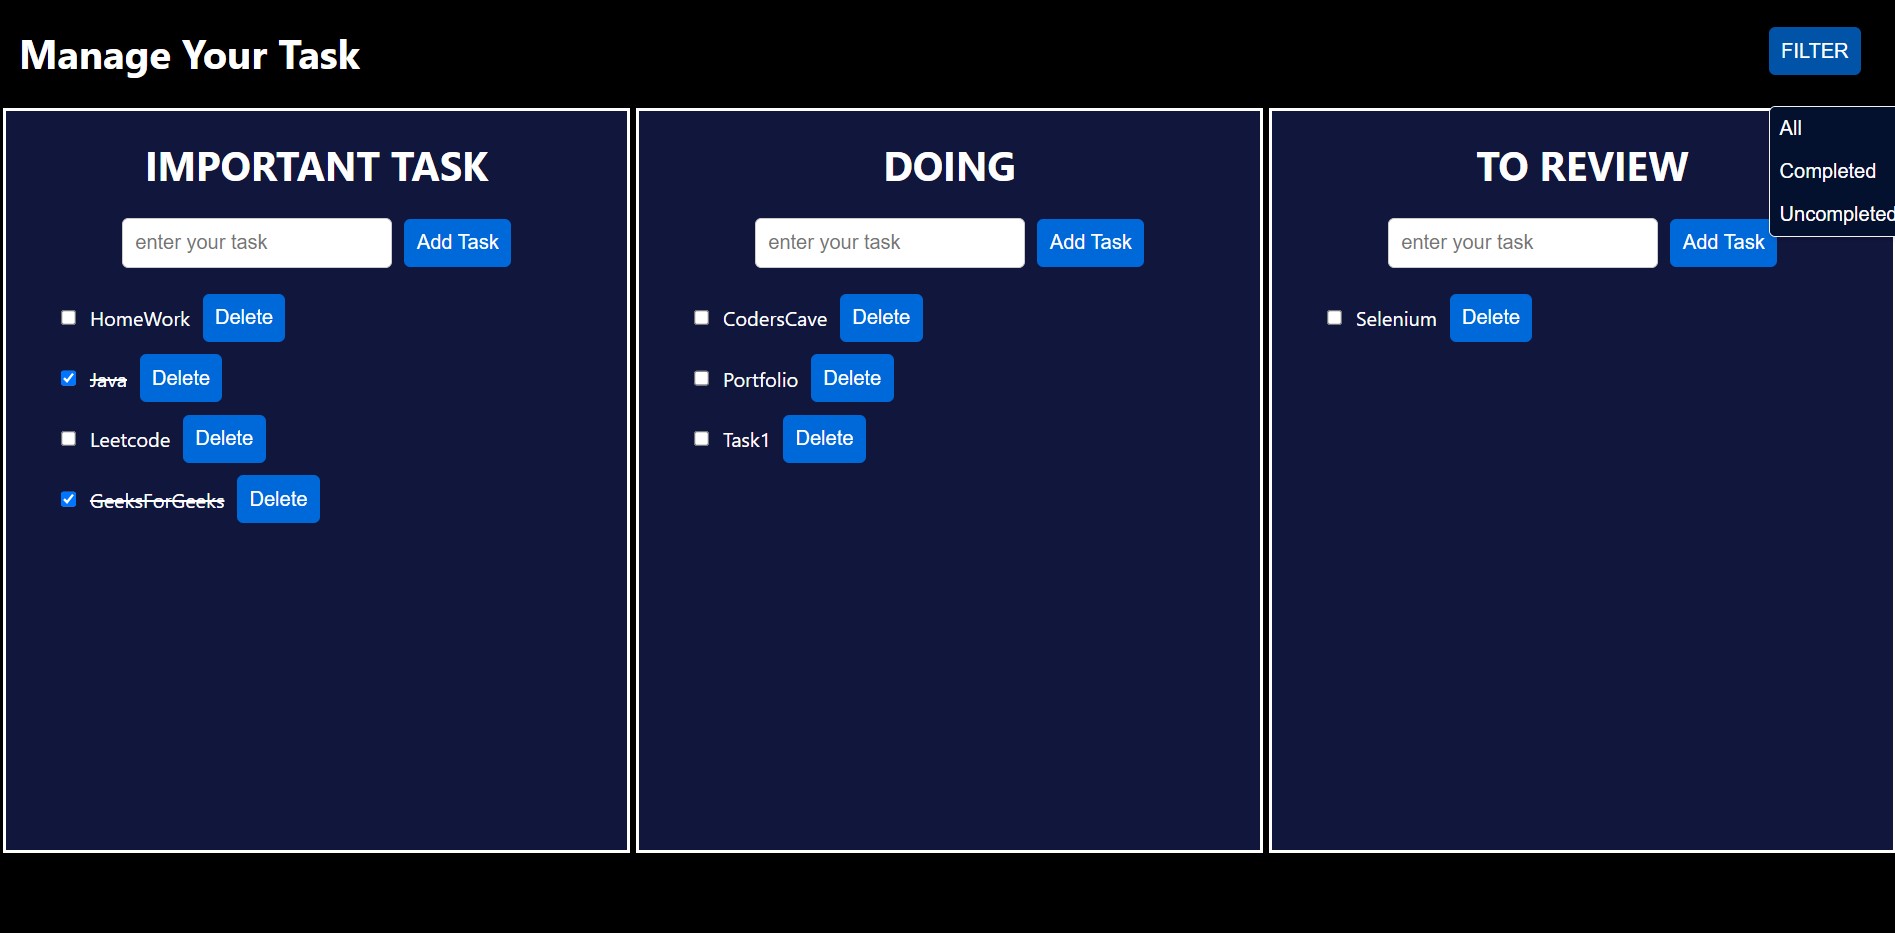 Manage Your Task
FILTER
All
Completed
Uncompleted
IMPORTANT TASK
enter your task
Add Task
HomeWork Delete
Java Delete
Leetcode Delete
GeeksForGeeks Delete
DOING
enter your task
Add Task
CodersCave Delete
Portfolio Delete
Task1 Delete
TO REVIEW
enter your task
Add Task
Selenium Delete